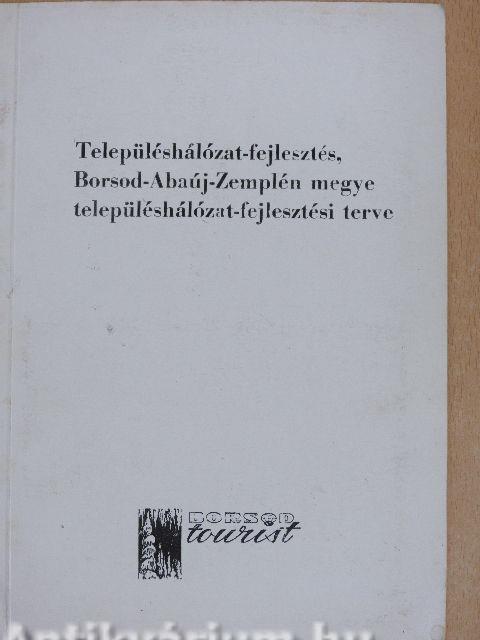 Településhálózat-fejlesztés,
Borsod-Abaúj-Zemplén megye
településhálózat-fejlesztési terve
BORSOD
tourist
Antikvárium.hu